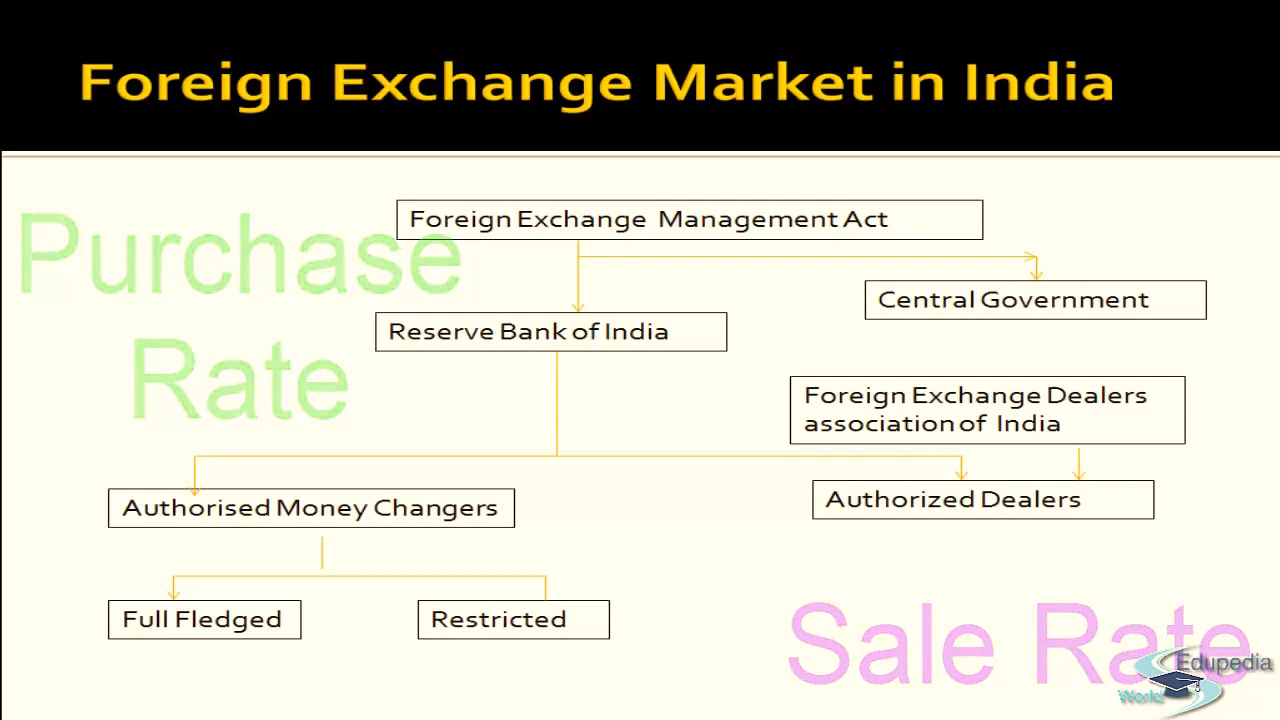 Foreign Exchange Market in India
Foreign Exchange Management Act
Purchase
Rate
Central Government
Reserve Bank of India
Foreign Exchange Dealers
association of India
Authorised Money Changers
Authorized Dealers
Full Fledged
Restricted
Sale Rate
Edupedia
World